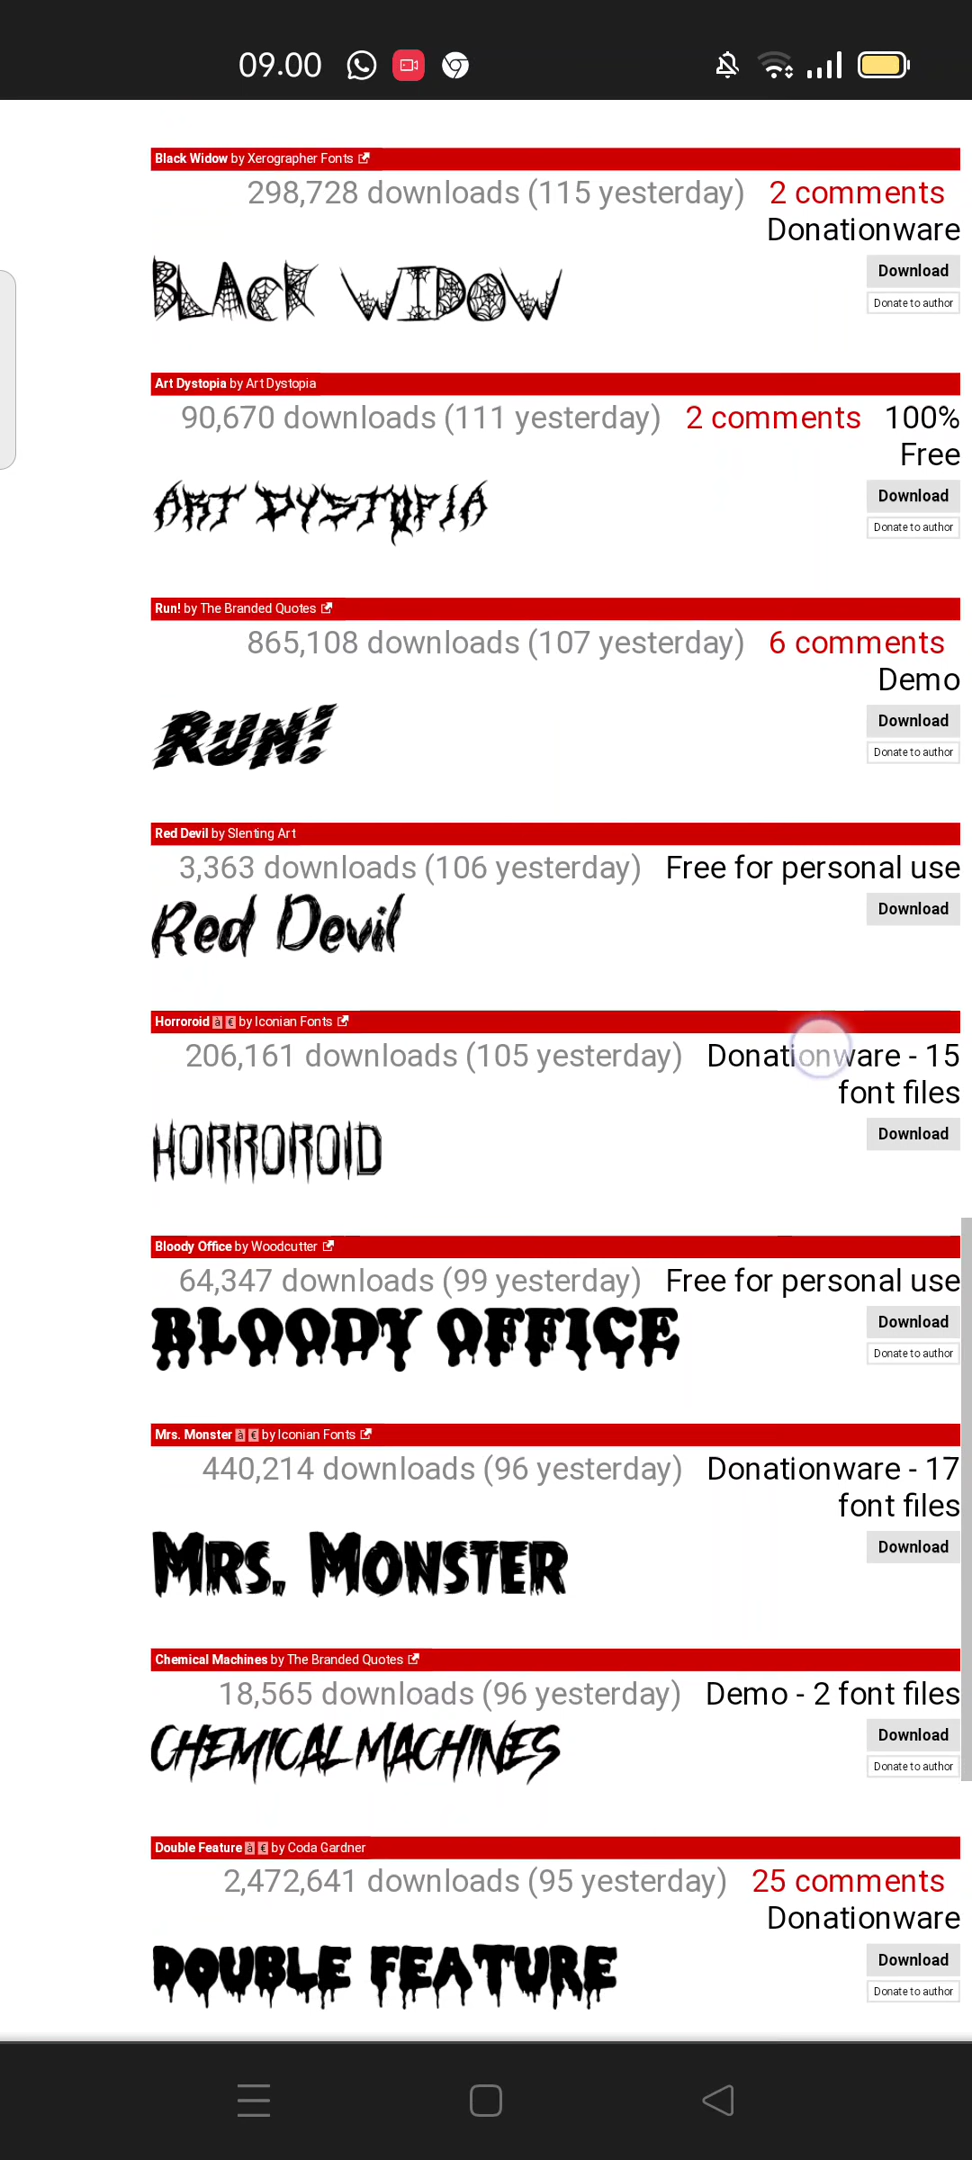 09.00
Black Widow by Xerographer Fonts
298,728 downloads (115 yesterday) 2 comments
Donationware
BLACK WIDOW
Download
Donate to author
Art Dystopia by Art Dystopia
90,670 downloads (111 yesterday) 2 comments 100%
Free
ART DYSTOPIA
Download
Donate to author
Run! by The Branded Quotes
865,108 downloads (107 yesterday) 6 comments
Demo
RUN!
Download
Donate to author
Red Devil by Slenting Art
3,363 downloads (106 yesterday) Free for personal use
Red Devil
Download
Horroroid à € by Iconian Fonts
206,161 downloads (105 yesterday) Donationware - 15
font files
HORROROID
Download
Bloody Office by Woodcutter
64,347 downloads (99 yesterday) Free for personal use
BLOODY OFFICE
Download
Donate to author
Mrs. Monster à € by Iconian Fonts
440,214 downloads (96 yesterday) Donationware - 17
font files
MRS. MONSTER
Download
Chemical Machines by The Branded Quotes
18,565 downloads (96 yesterday) Demo - 2 font files
CHEMICAL MACHINES
Download
Donate to author
Double Feature à € by Coda Gardner
2,472,641 downloads (95 yesterday) 25 comments
Donationware
DOUBLE FEATURE
Download
Donate to author